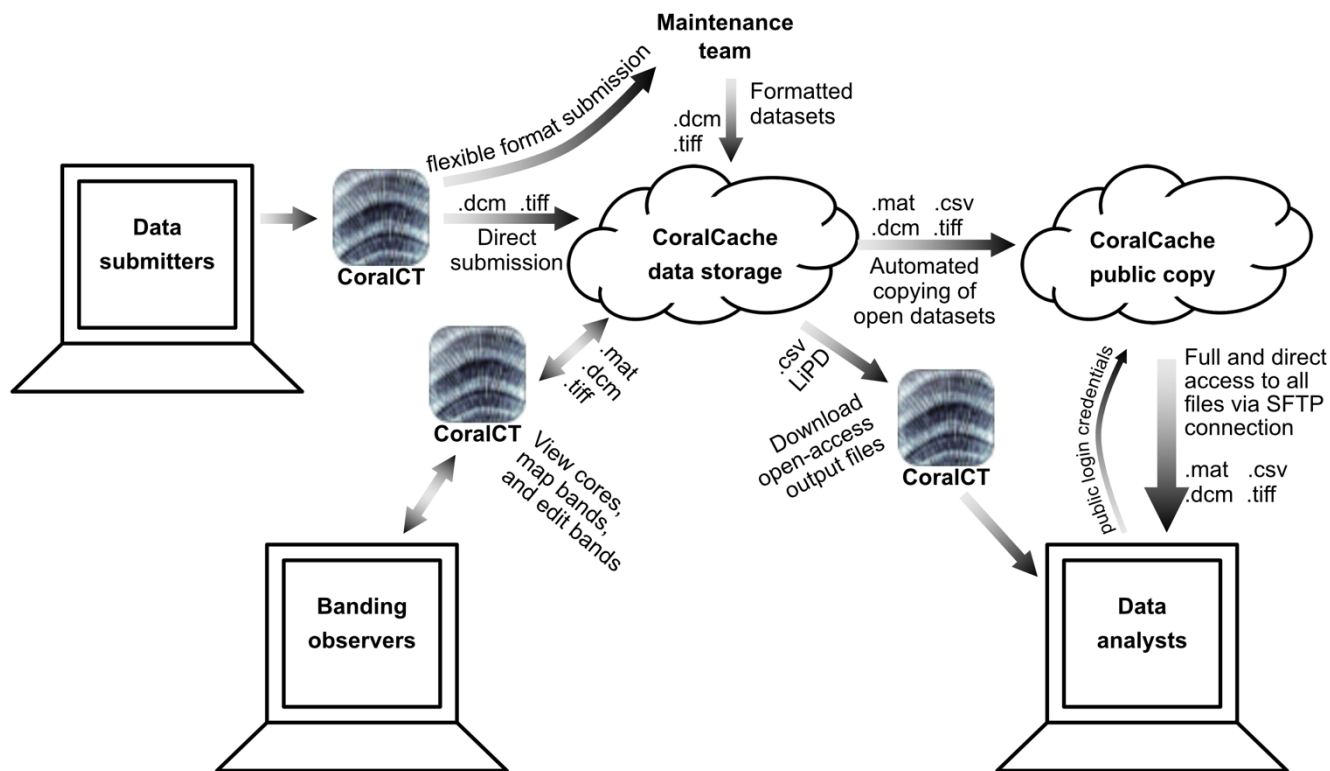 Maintenance
team
flexible format submission
Formatted
datasets
.dcm
.tiff
Data
submitters
CoralCT
.dcm .tiff
Direct
submission
CoralCache
data storage
.mat .csv
.dcm .tiff
Automated
copying of
open datasets
CoralCache
public copy
.mat
.dcm
.tiff
CoralCT
View cores,
map bands,
and edit bands
Banding
observers
.csv
LiPD
Download
open-access
output files
CoralCT
public login credentials
Full and direct
access to all
files via SFTP
connection
.mat .csv
.dcm .tiff
Data
analysts